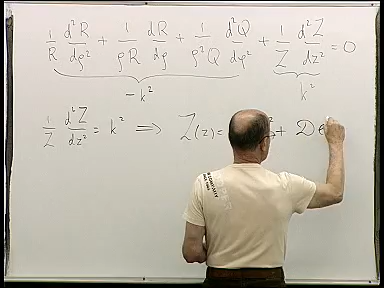 1/R d²R/dρ² + 1/ρR dR/dρ + 1/ρ²Q d²Q/dφ² + 1/Z d²Z/dz² = 0
- k² k²
1/Z d²Z/dz² = k² ⟹ Z(z) = + D e